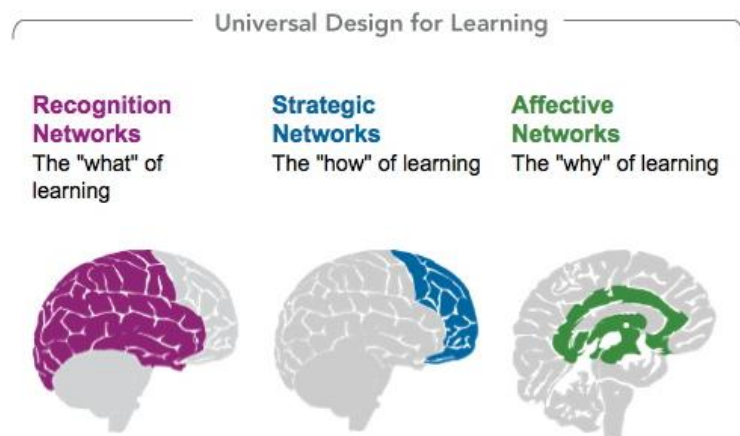 Universal Design for Learning
Recognition
Networks
The "what" of
learning
Strategic
Networks
The "how" of learning
Affective
Networks
The "why" of learning